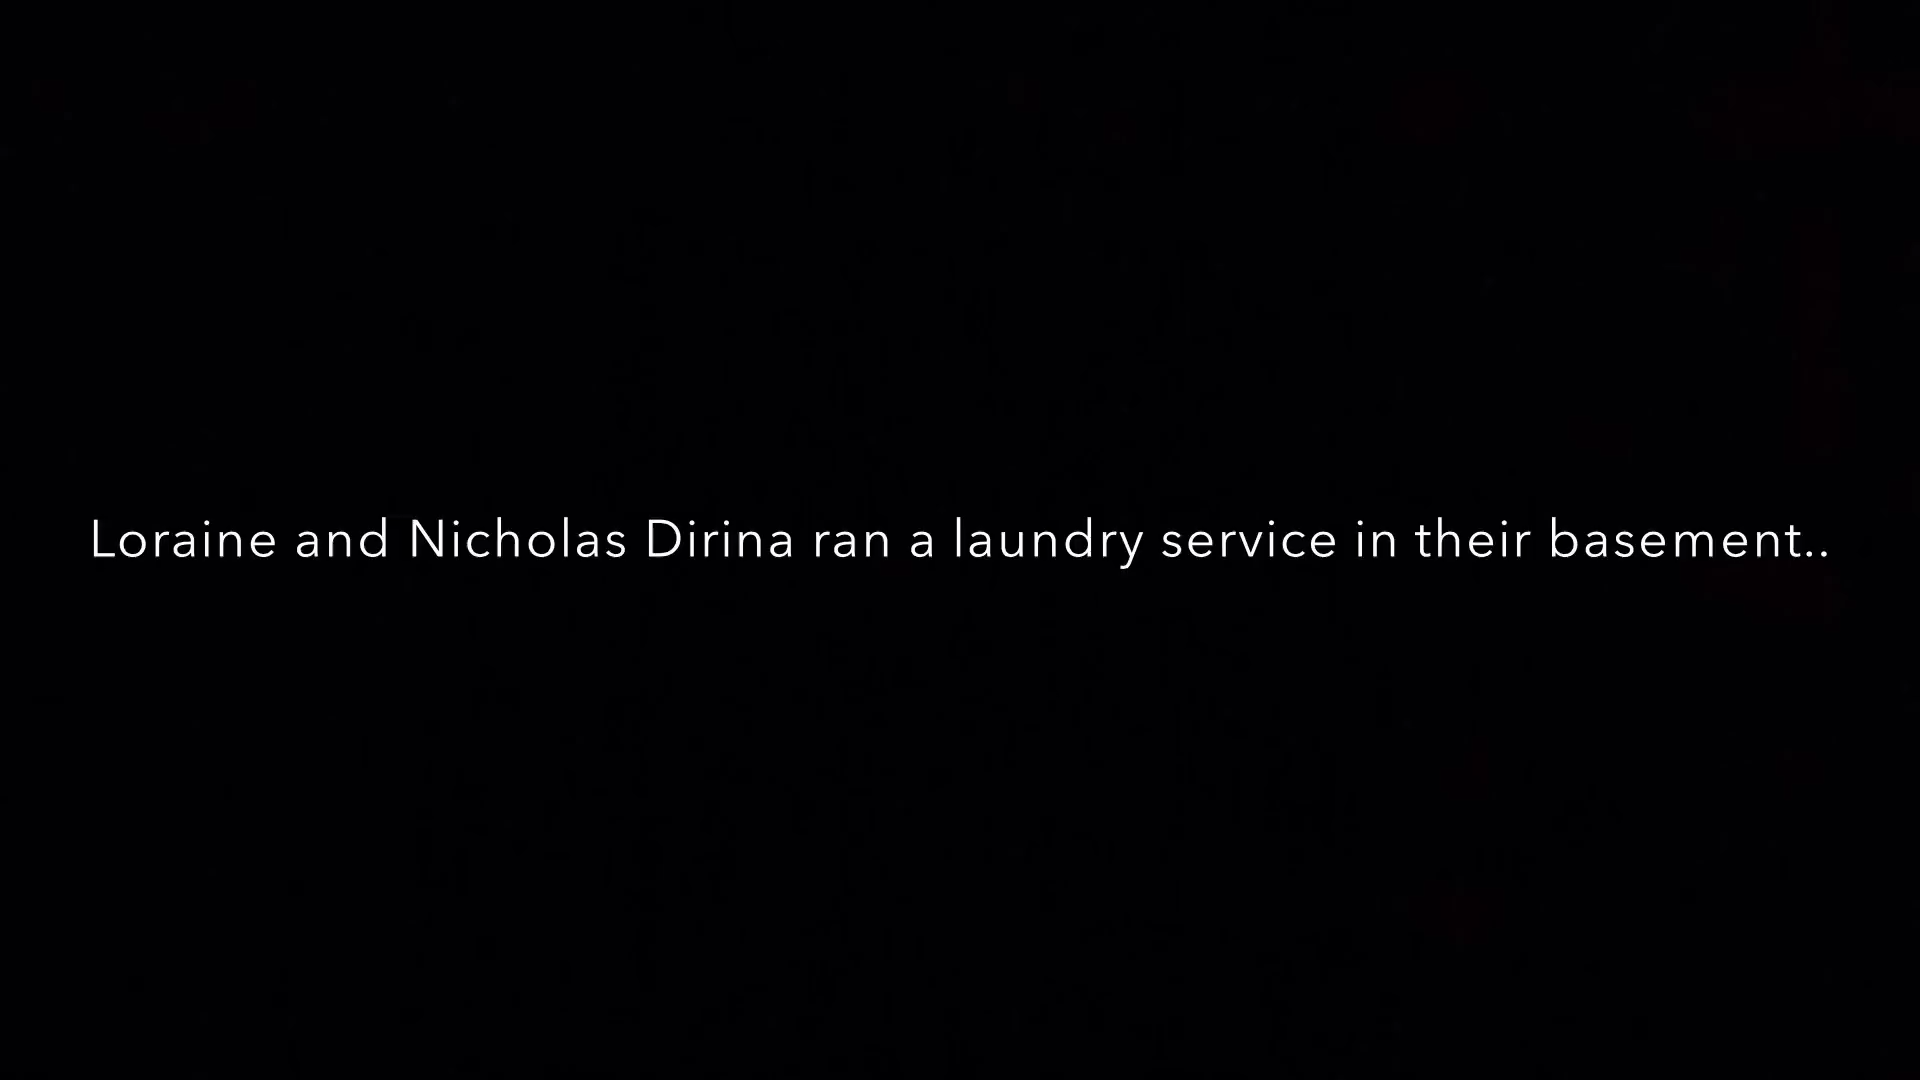 Loraine and Nicholas Dirina ran a laundry service in their basement..